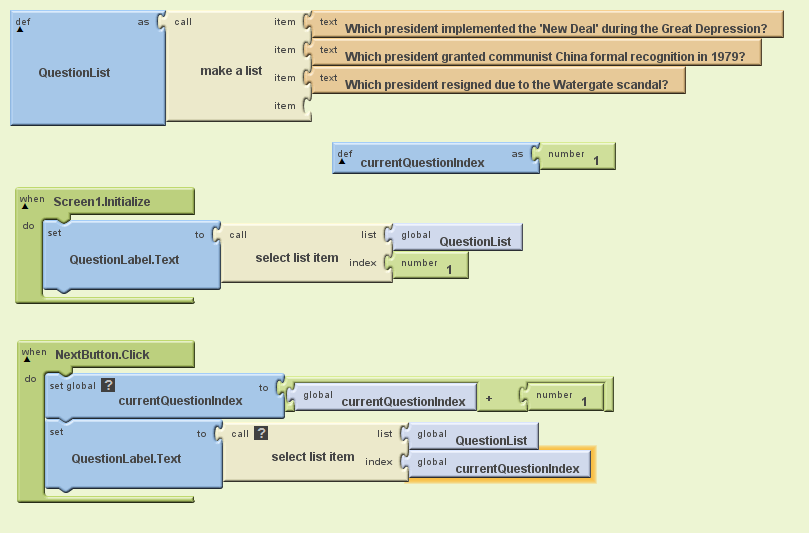 def as call item text Which president implemented the 'New Deal' during the Great Depression?
item text Which president granted communist China formal recognition in 1979?
QuestionList make a list
item text Which president resigned due to the Watergate scandal?
item
def as number 1
currentQuestionIndex
when Screen1.Initialize
do
set to call list global QuestionList
QuestionLabel.Text select list item
index number 1
when NextButton.Click
do
set global ? to global currentQuestionIndex + number 1
currentQuestionIndex
set to call ? list global QuestionList
QuestionLabel.Text select list item
index global currentQuestionIndex